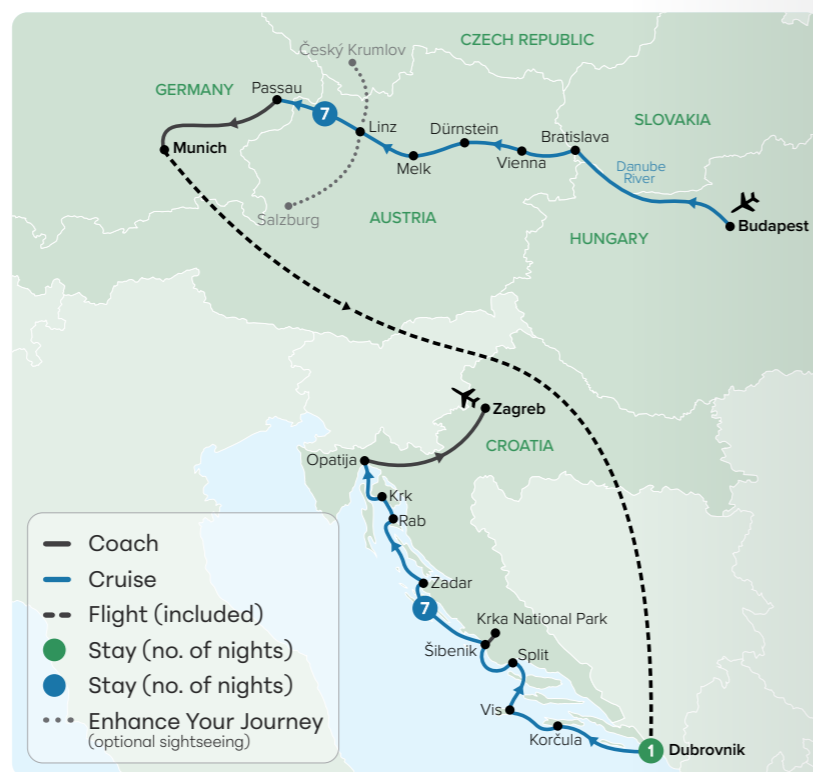 CZECH REPUBLIC
Český Krumlov
GERMANY
Passau
7
Linz
Dürnstein
Bratislava
SLOVAKIA
Munich
Melk
Vienna
Danube
River
Salzburg
AUSTRIA
HUNGARY
Budapest
Zagreb
CROATIA
Opatija
Krk
Rab
Zadar
7
Krka National Park
Šibenik
Split
Vis
Korčula
1
Dubrovnik
Coach
Cruise
Flight (included)
Stay (no. of nights)
Stay (no. of nights)
Enhance Your Journey
(optional sightseeing)